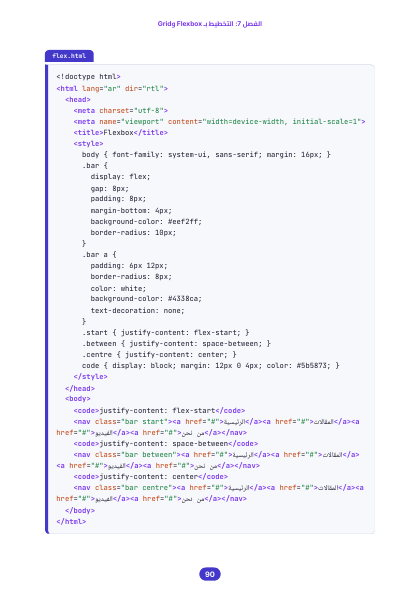 الفصل 7: التخطيط بـ Flexbox وGrid
flex.html
<!doctype html>
<html lang="ar" dir="rtl">
<head>
<meta charset="utf-8">
<meta name="viewport" content="width=device-width, initial-scale=1">
<title>Flexbox</title>
<style>
body { font-family: system-ui, sans-serif; margin: 16px; }
.bar {
display: flex;
gap: 8px;
padding: 8px;
margin-bottom: 4px;
background-color: #eef2ff;
border-radius: 10px;
}
.bar a {
padding: 6px 12px;
border-radius: 8px;
color: white;
background-color: #4338ca;
text-decoration: none;
}
.start { justify-content: flex-start; }
.between { justify-content: space-between; }
.centre { justify-content: center; }
code { display: block; margin: 12px 0 4px; color: #5b5873; }
</style>
</head>
<body>
<code>justify-content: flex-start</code>
<nav class="bar start"><a href="#">الرئيسية</a><a href="#">المقالات</a><a
href="#">الفيديو</a><a href="#">من نحن</a></nav>
<code>justify-content: space-between</code>
<nav class="bar between"><a href="#">الرئيسية</a><a href="#">المقالات</a>
<a href="#">الفيديو</a><a href="#">من نحن</a></nav>
<code>justify-content: center</code>
<nav class="bar centre"><a href="#">الرئيسية</a><a href="#">المقالات</a><a
href="#">الفيديو</a><a href="#">من نحن</a></nav>
</body>
</html>
90